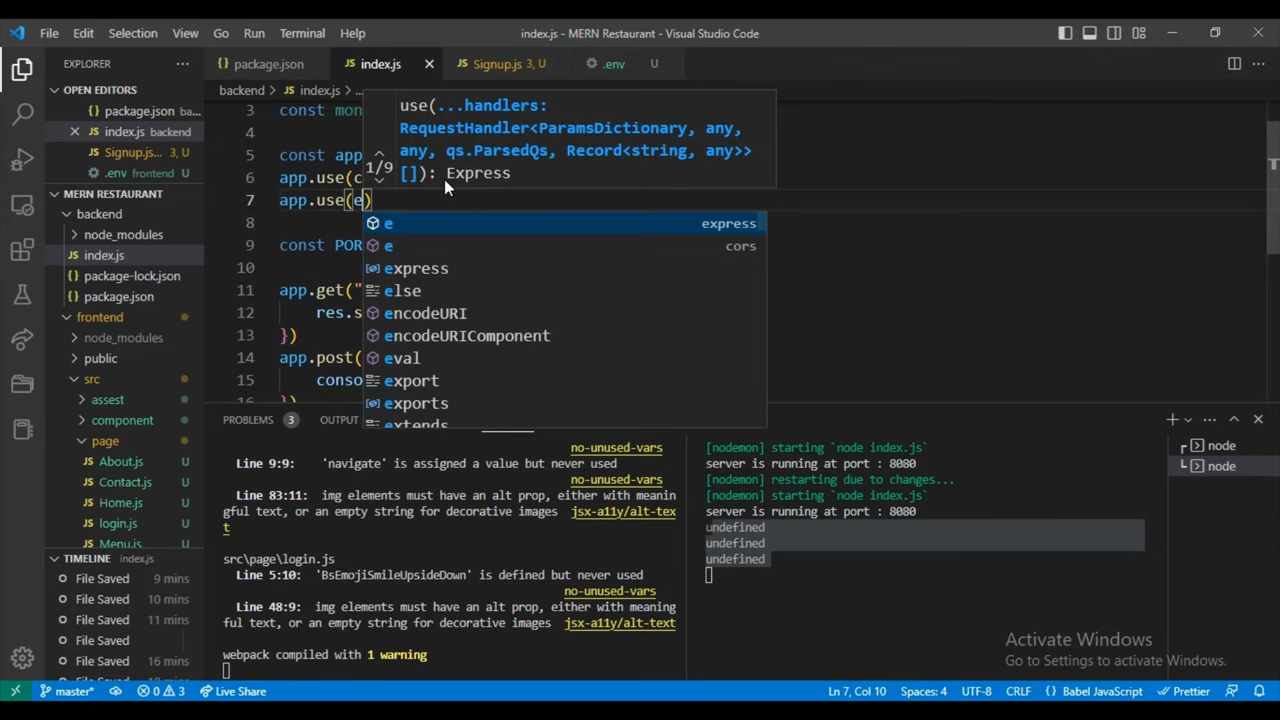 File Edit Selection View Go Run Terminal Help
index.js - MERN Restaurant - Visual Studio Code
EXPLORER
OPEN EDITORS
package.json ba...
JS index.js backend
JS Signup.js... 3, U
.env frontend U
MERN RESTAURANT
backend
node_modules
JS index.js
{} package-lock.json
{} package.json
frontend
node_modules
public
src
assest
component
page
JS About.js U
JS Contact.js U
JS Home.js U
JS login.js U
JS Menu.js U
TIMELINE index.js
File Saved 9 mins
File Saved 10 mins
File Saved 11 mins
File Saved
File Saved 16 mins
{} package.json
JS index.js
JS Signup.js 3, U
.env U
backend > JS index.js > ...
3 const mon
4
5 const app
6 app.use(c
7 app.use(e)
8
9 const POR
10
11 app.get("
12 res.s
13 })
14 app.post(
15 conso
16 })
use(...handlers:
RequestHandler<ParamsDictionary, any,
any, qs.ParsedQs, Record<string, any>>
1/9
[]): Express
e express
e cors
express
else
encodeURI
encodeURIComponent
eval
export
exports
extends
PROBLEMS 3 OUTPUT
no-unused-vars
Line 9:9: 'navigate' is assigned a value but never used
no-unused-vars
Line 83:11: img elements must have an alt prop, either with meanin
gful text, or an empty string for decorative images jsx-a11y/alt-tex
t
src\page\login.js
Line 5:10: 'BsEmojiSmileUpsideDown' is defined but never used
no-unused-vars
Line 48:9: img elements must have an alt prop, either with meaning
ful text, or an empty string for decorative images jsx-a11y/alt-text
webpack compiled with 1 warning
[nodemon] starting `node index.js`
server is running at port : 8080
[nodemon] restarting due to changes...
[nodemon] starting `node index.js`
server is running at port : 8080
undefined
undefined
undefined
node
node
Activate Windows
Go to Settings to activate Windows.
master* 0 3 Live Share
Ln 7, Col 10 Spaces: 4 UTF-8 CRLF {} Babel JavaScript Prettier